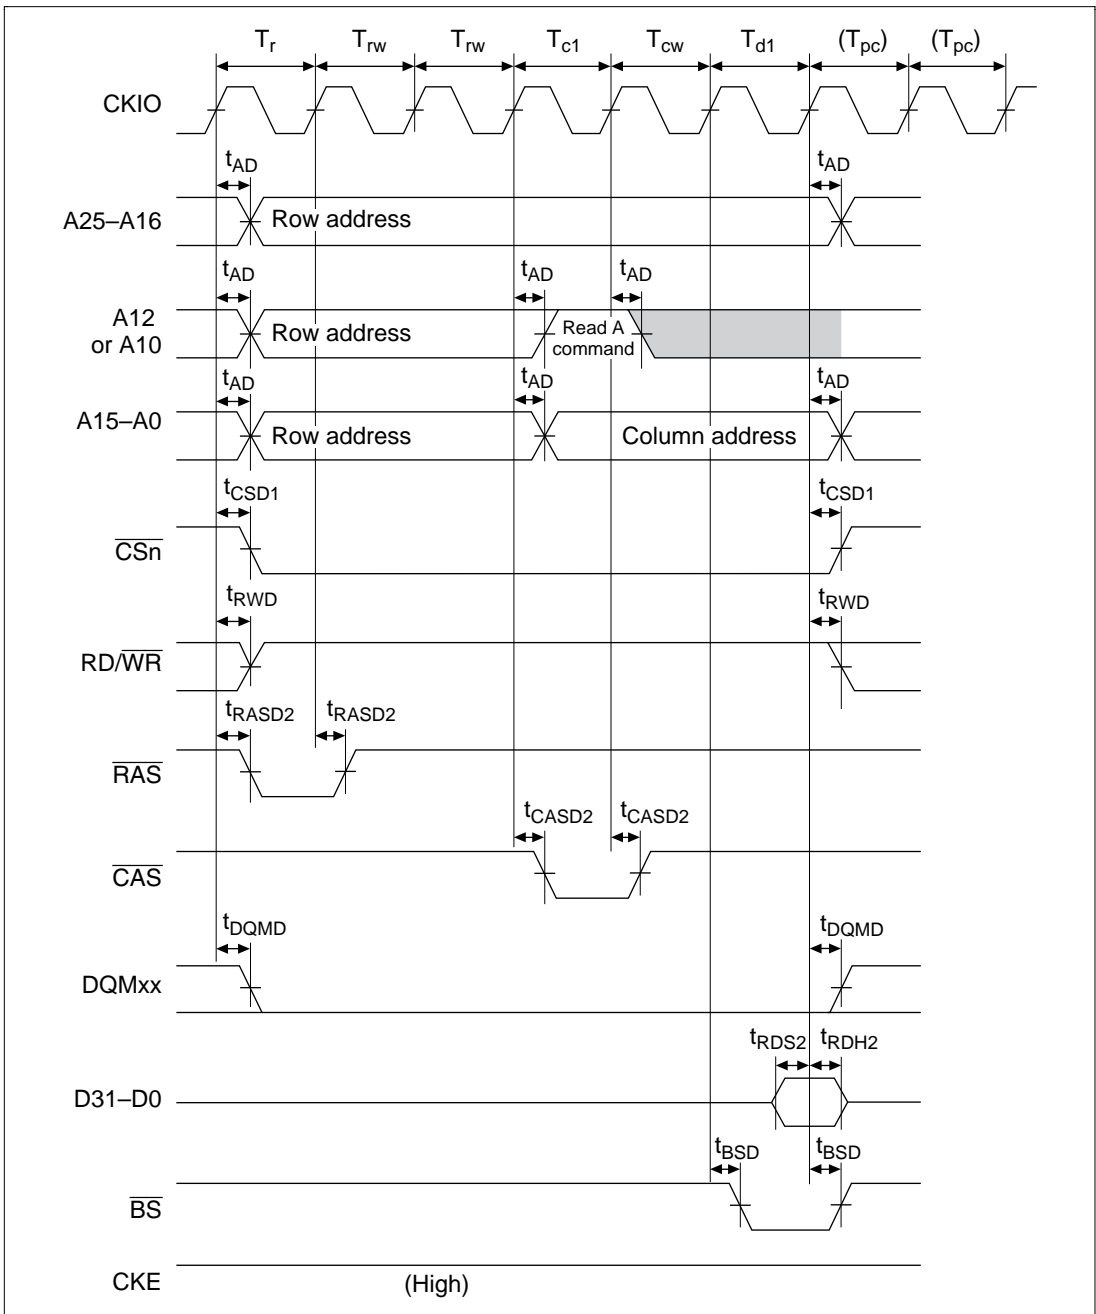 Tr Trw Trw Tc1 Tcw Td1 (Tpc) (Tpc)
CKIO
tAD tAD
A25–A16 Row address
tAD tAD tAD
A12
or A10 Row address Read A
command
tAD tAD tAD
A15–A0 Row address Column address
tCSD1 tCSD1
CSn
tRWD tRWD
RD/WR
tRASD2 tRASD2
RAS
tCASD2 tCASD2
CAS
tDQMD tDQMD
DQMxx
tRDS2 tRDH2
D31–D0
tBSD tBSD
BS
CKE (High)